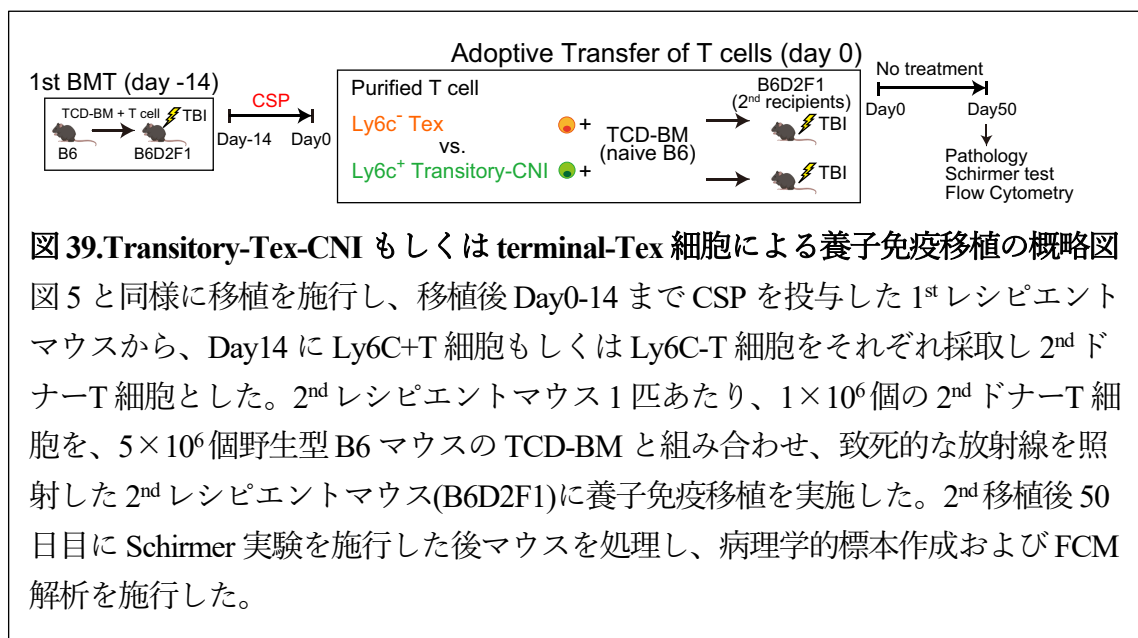 Adoptive Transfer of T cells (day 0)
1st BMT (day -14)
TCD-BM + T cell
TBI
B6
B6D2F1
CSP
Day-14
Day0
Purified T cell
Ly6c⁻ Tex
vs.
Ly6c⁺ Transitory-CNI
+
+
TCD-BM
(naive B6)
B6D2F1
(2nd recipients)
TBI
TBI
No treatment
Day0
Day50
Pathology
Schirmer test
Flow Cytometry
図 39.Transitory-Tex-CNI もしくは terminal-Tex 細胞による養子免疫移植の概略図
図 5 と同様に移植を施行し、移植後 Day0-14 まで CSP を投与した 1st レシピエント
マウスから、Day14 に Ly6C+T 細胞もしくは Ly6C-T 細胞をそれぞれ採取し 2nd ド
ナーT 細胞とした。2nd レシピエントマウス 1 匹あたり、1×10⁶ 個の 2nd ドナーT 細
胞を、5×10⁶ 個野生型 B6 マウスの TCD-BM と組み合わせ、致死的な放射線を照
射した 2nd レシピエントマウス(B6D2F1)に養子免疫移植を実施した。2nd 移植後 50
日目に Schirmer 実験を施行した後マウスを処理し、病理学的標本作成および FCM
解析を施行した。